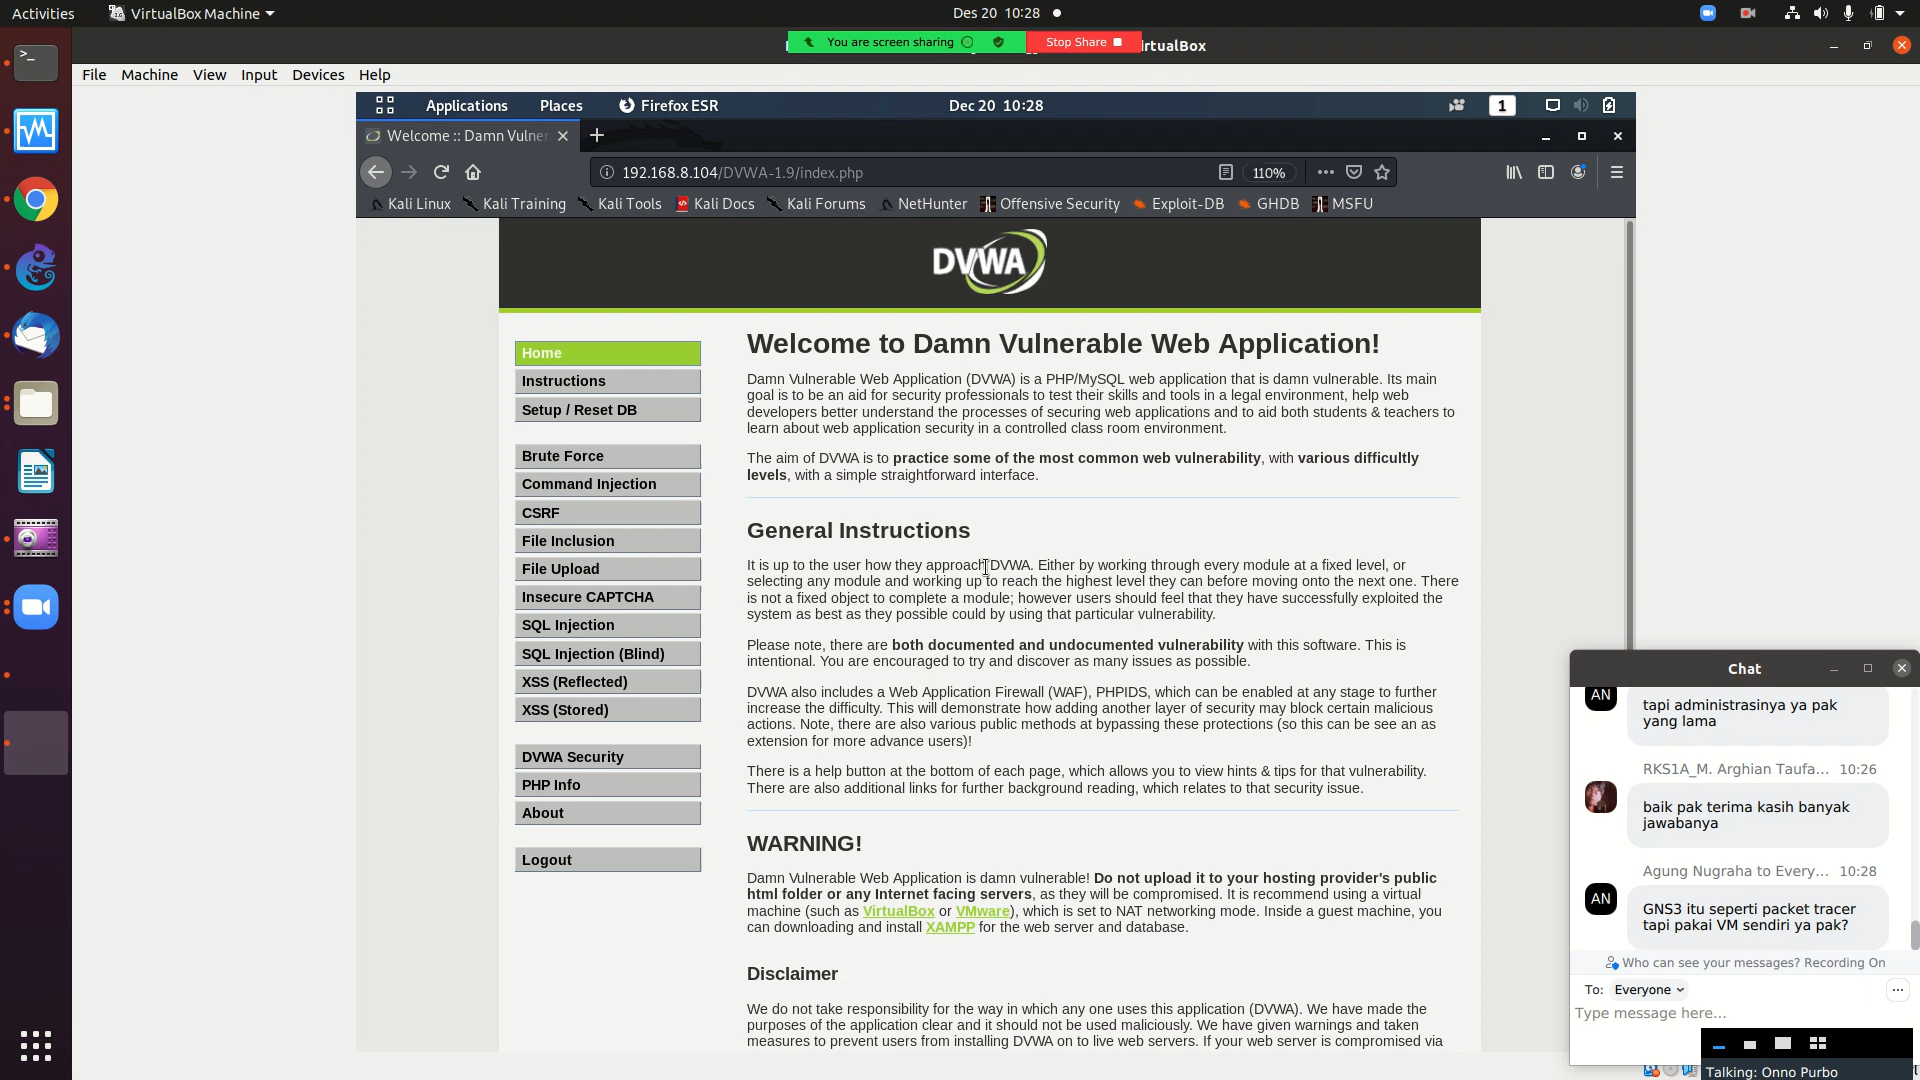 Activities
VirtualBox Machine
Des 20 10:28
You are screen sharing
Stop Share
rtualBox
File Machine View Input Devices Help
Applications Places Firefox ESR
Dec 20 10:28
1
Welcome :: Damn Vulner
192.168.8.104/DVWA-1.9/index.php
110%
Kali Linux Kali Training Kali Tools Kali Docs Kali Forums NetHunter Offensive Security Exploit-DB GHDB MSFU
DVWA
Home
Instructions
Setup / Reset DB
Brute Force
Command Injection
CSRF
File Inclusion
File Upload
Insecure CAPTCHA
SQL Injection
SQL Injection (Blind)
XSS (Reflected)
XSS (Stored)
DVWA Security
PHP Info
About
Logout
Welcome to Damn Vulnerable Web Application!
Damn Vulnerable Web Application (DVWA) is a PHP/MySQL web application that is damn vulnerable. Its main
goal is to be an aid for security professionals to test their skills and tools in a legal environment, help web
developers better understand the processes of securing web applications and to aid both students & teachers to
learn about web application security in a controlled class room environment.
The aim of DVWA is to practice some of the most common web vulnerability, with various difficultly
levels, with a simple straightforward interface.
General Instructions
It is up to the user how they approach DVWA. Either by working through every module at a fixed level, or
selecting any module and working up to reach the highest level they can before moving onto the next one. There
is not a fixed object to complete a module; however users should feel that they have successfully exploited the
system as best as they possible could by using that particular vulnerability.
Please note, there are both documented and undocumented vulnerability with this software. This is
intentional. You are encouraged to try and discover as many issues as possible.
DVWA also includes a Web Application Firewall (WAF), PHPIDS, which can be enabled at any stage to further
increase the difficulty. This will demonstrate how adding another layer of security may block certain malicious
actions. Note, there are also various public methods at bypassing these protections (so this can be see an as
extension for more advance users)!
There is a help button at the bottom of each page, which allows you to view hints & tips for that vulnerability.
There are also additional links for further background reading, which relates to that security issue.
WARNING!
Damn Vulnerable Web Application is damn vulnerable! Do not upload it to your hosting provider's public
html folder or any Internet facing servers, as they will be compromised. It is recommend using a virtual
machine (such as VirtualBox or VMware), which is set to NAT networking mode. Inside a guest machine, you
can downloading and install XAMPP for the web server and database.
Disclaimer
We do not take responsibility for the way in which any one uses this application (DVWA). We have made the
purposes of the application clear and it should not be used maliciously. We have given warnings and taken
measures to prevent users from installing DVWA on to live web servers. If your web server is compromised via
Chat
AN
tapi administrasinya ya pak
yang lama
RKS1A_M. Arghian Taufa... 10:26
baik pak terima kasih banyak
jawabanya
Agung Nugraha to Every... 10:28
AN
GNS3 itu seperti packet tracer
tapi pakai VM sendiri ya pak?
Who can see your messages? Recording On
To: Everyone
Type message here...
Talking: Onno Purbo